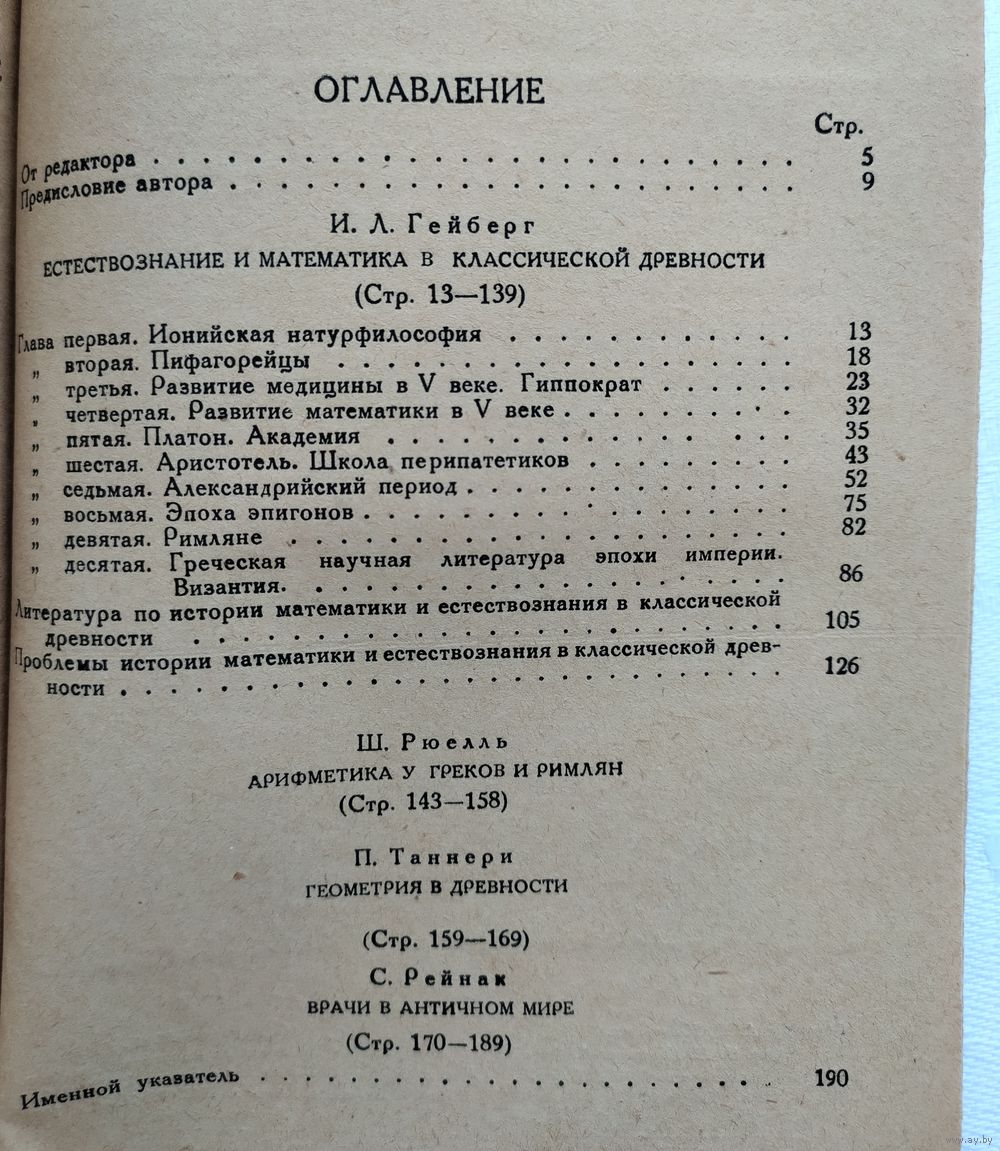 ОГЛАВЛЕНИЕ
Стр.
От редактора . . . . . . . . . . . . . . . . . . . . . . . . . . 5
Предисловие автора . . . . . . . . . . . . . . . . . . . . . . . 9
И. Л. Гейберг
ЕСТЕСТВОЗНАНИЕ И МАТЕМАТИКА В КЛАССИЧЕСКОЙ ДРЕВНОСТИ
(Стр. 13—139)
Глава первая. Ионийская натурфилософия . . . . . . . . . . . 13
„ вторая. Пифагорейцы . . . . . . . . . . . . . . . . . . 18
„ третья. Развитие медицины в V веке. Гиппократ . . . . . . 23
„ четвертая. Развитие математики в V веке . . . . . . . . . 32
„ пятая. Платон. Академия . . . . . . . . . . . . . . . 35
„ шестая. Аристотель. Школа перипатетиков . . . . . . . . 43
„ седьмая. Александрийский период . . . . . . . . . . . . . 52
„ восьмая. Эпоха эпигонов . . . . . . . . . . . . . . . . . 75
„ девятая. Римляне . . . . . . . . . . . . . . . . . . . . 82
„ десятая. Греческая научная литература эпохи империи.
Византия. . . . . . . . . . . . . . . . . . . . 86
Литература по истории математики и естествознания в классической
древности . . . . . . . . . . . . . . . . . . . . . . . 105
Проблемы истории математики и естествознания в классической древ-
ности . . . . . . . . . . . . . . . . . . . . . . . . . . 126
Ш. Рюелль
АРИФМЕТИКА У ГРЕКОВ И РИМЛЯН
(Стр. 143—158)
П. Таннери
ГЕОМЕТРИЯ В ДРЕВНОСТИ
(Стр. 159—169)
С. Рейнак
ВРАЧИ В АНТИЧНОМ МИРЕ
(Стр. 170—189)
Именной указатель . . . . . . . . . . . . . . . . . . . . . 190
www.ay.by